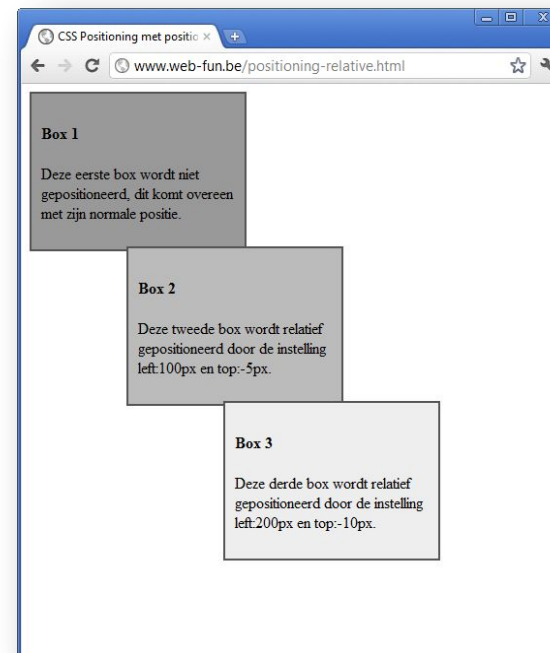 CSS Positioning met positic
www.web-fun.be/positioning-relative.html
Box 1
Deze eerste box wordt niet
gepositioneerd, dit komt overeen
met zijn normale positie.
Box 2
Deze tweede box wordt relatief
gepositioneerd door de instelling
left:100px en top:-5px.
Box 3
Deze derde box wordt relatief
gepositioneerd door de instelling
left:200px en top:-10px.